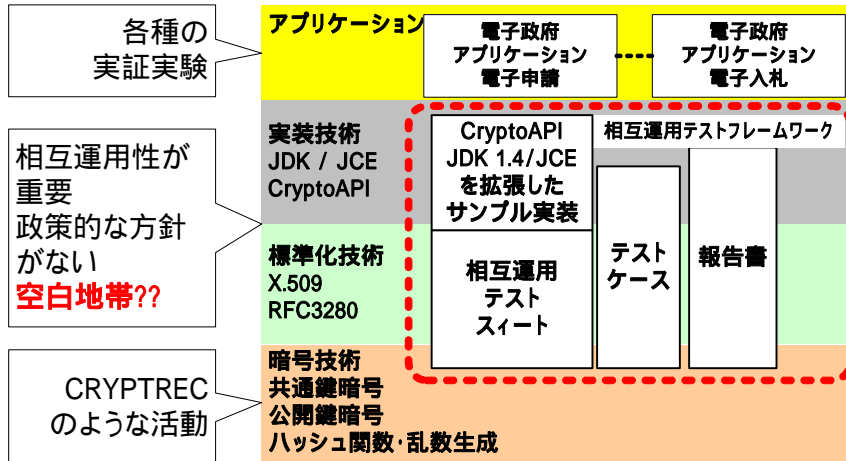 各種の
実証実験
アプリケーション
電子政府
アプリケーション
電子申請
電子政府
アプリケーション
電子入札
相互運用性が
重要
政策的な方針
がない
空白地帯??
実装技術
JDK / JCE
CryptoAPI
CryptoAPI
JDK 1.4/JCE
を拡張した
サンプル実装
相互運用テストフレームワーク
標準化技術
X.509
RFC3280
相互運用
テスト
スィート
テスト
ケース
報告書
CRYPTREC
のような活動
暗号技術
共通鍵暗号
公開鍵暗号
ハッシュ関数・乱数生成